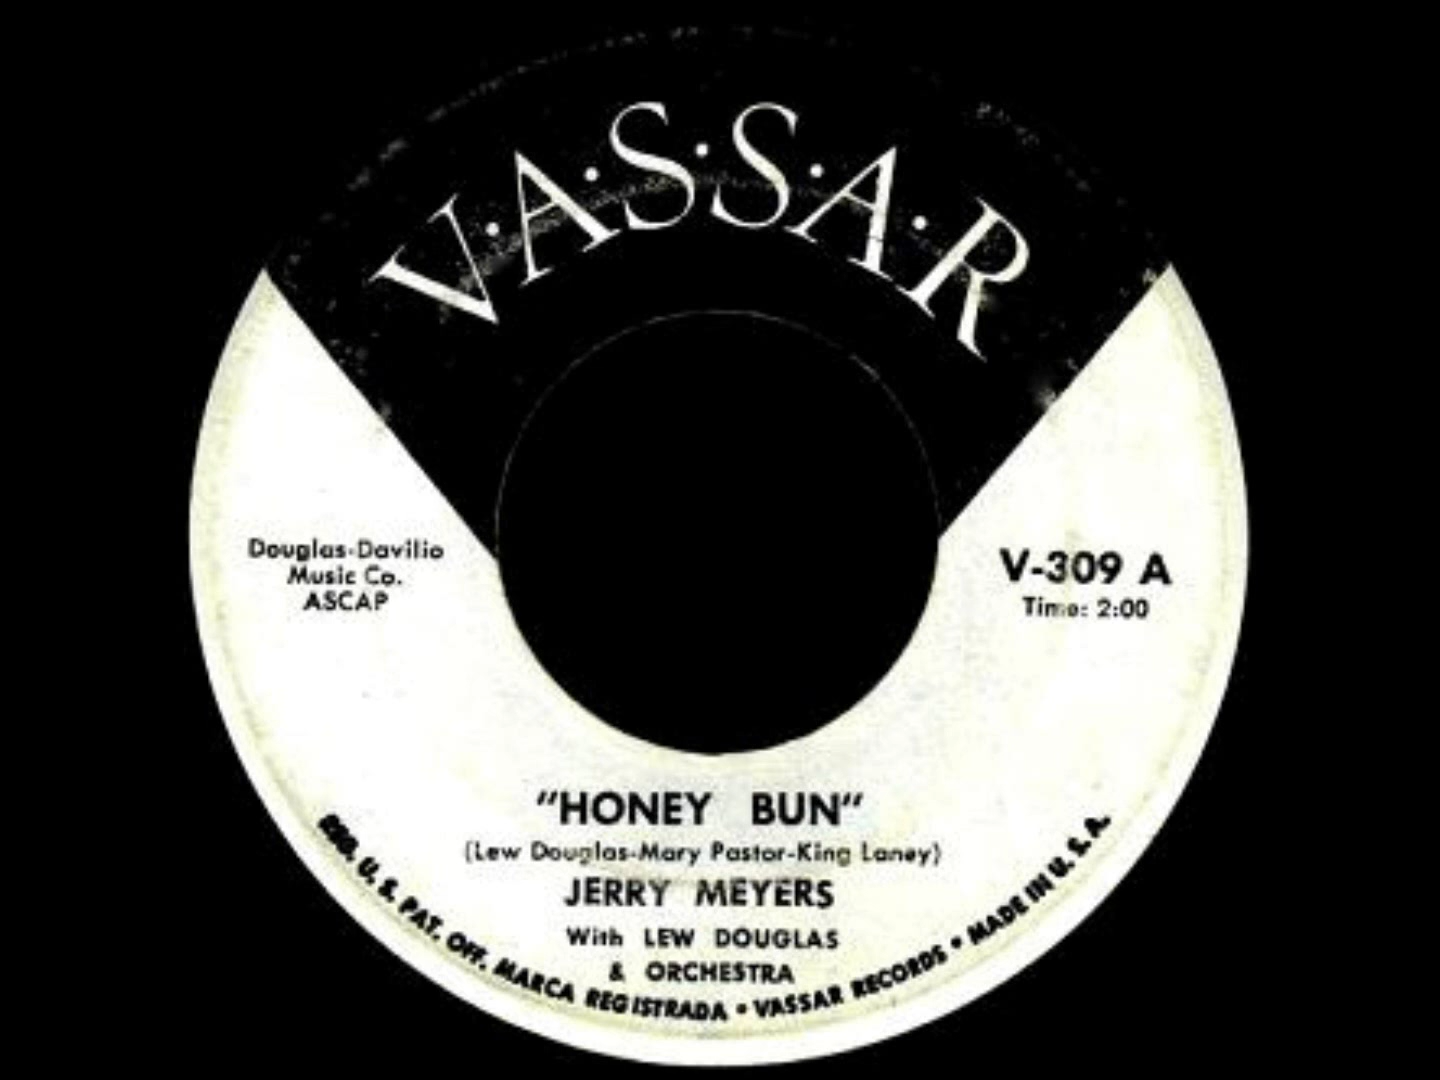 V·A·S·S·A·R
Douglas-Davilio
Music Co.
ASCAP
V-309 A
Time: 2:00
"HONEY BUN"
(Lew Douglas-Mary Pastor-King Laney)
JERRY MEYERS
With LEW DOUGLAS
& ORCHESTRA
REG. U. S. PAT. OFF. MARCA REGISTRADA • VASSAR RECORDS • MADE IN U. S. A.